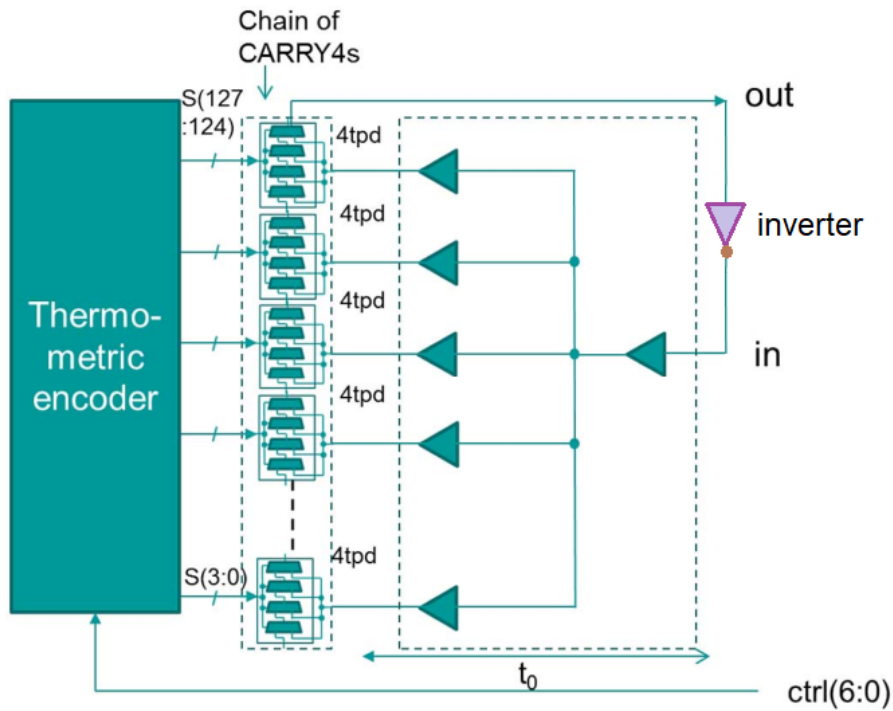 Chain of
CARRY4s
S(127
:124)
out
4tpd
4tpd
inverter
4tpd
Thermo-
metric
encoder
in
4tpd
S(3:0)
4tpd
t0
ctrl(6:0)